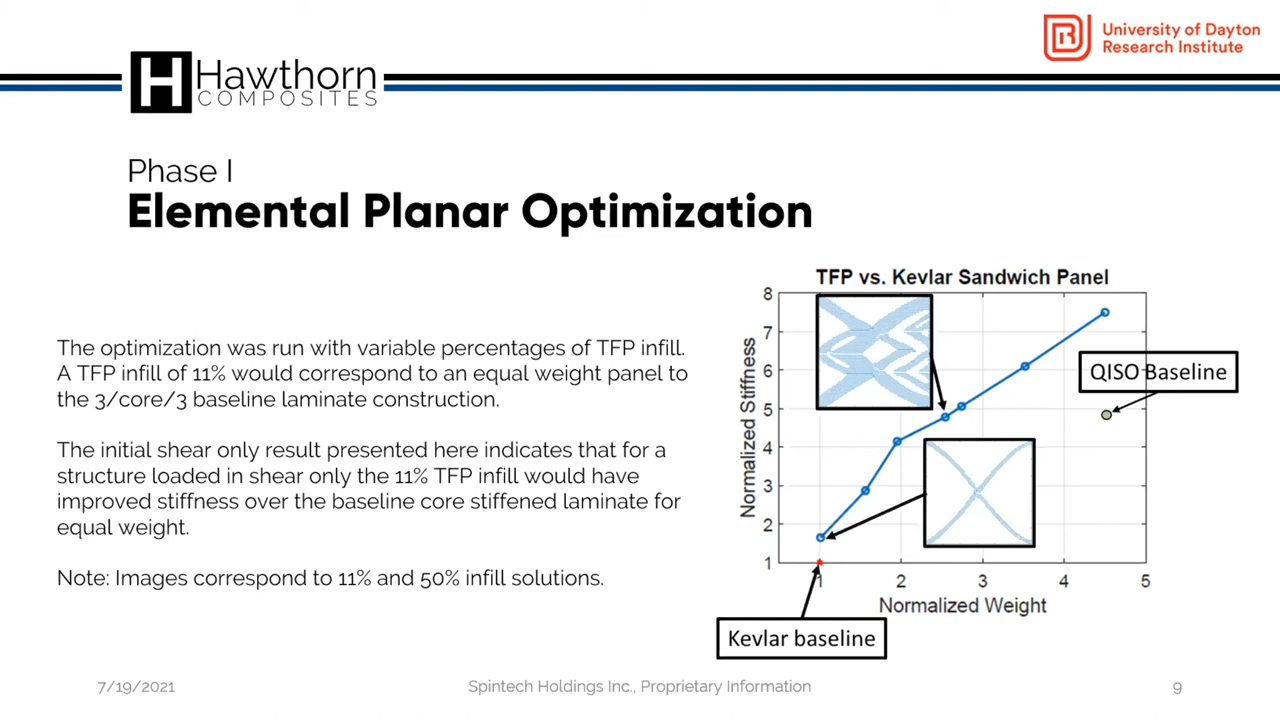 University of Dayton
Research Institute
H Hawthorn
COMPOSITES
Phase I
Elemental Planar Optimization
The optimization was run with variable percentages of TFP infill.
A TFP infill of 11% would correspond to an equal weight panel to
the 3/core/3 baseline laminate construction.
The initial shear only result presented here indicates that for a
structure loaded in shear only the 11% TFP infill would have
improved stiffness over the baseline core stiffened laminate for
equal weight.
Note: Images correspond to 11% and 50% infill solutions.
TFP vs. Kevlar Sandwich Panel
Normalized Stiffness
8
7
6
5
4
3
2
1
QISO Baseline
1 2 3 4 5
Normalized Weight
Kevlar baseline
7/19/2021
Spintech Holdings Inc., Proprietary Information
9